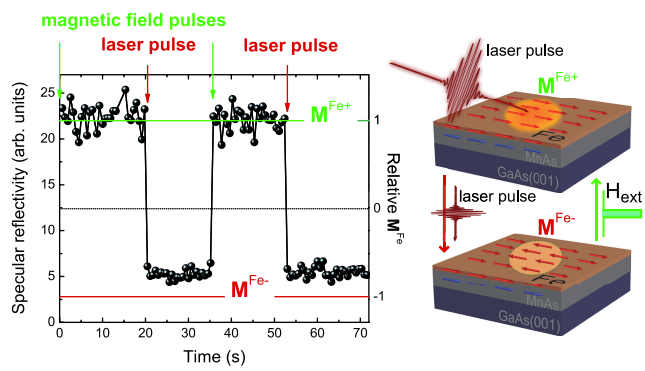 magnetic field pulses
laser pulse
laser pulse
M^Fe+
M^Fe-
Specular reflectivity (arb. units)
25
20
15
10
5
0
0
10
20
30
40
50
60
70
Time (s)
1
0
-1
Relative M^Fe
laser pulse
M^Fe+
Fe
MnAs
GaAs(001)
laser pulse
H_ext
M^Fe-
Fe
MnAs
GaAs(001)